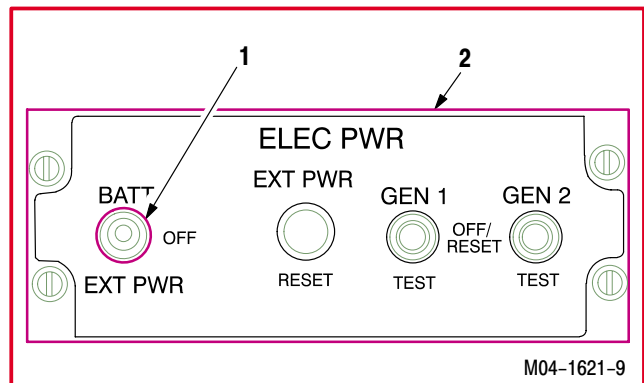 1
2
ELEC PWR
BATT
OFF
EXT PWR
EXT PWR
RESET
GEN 1
TEST
OFF/
RESET
GEN 2
TEST
M04-1621-9